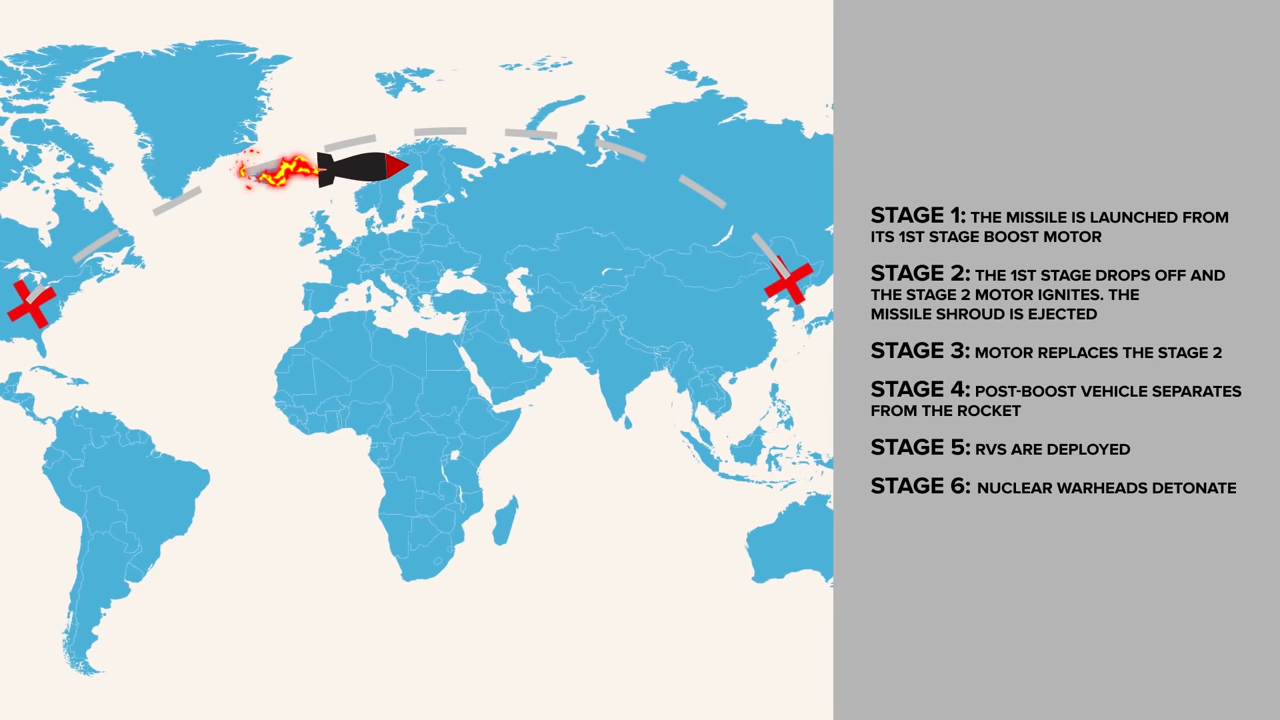 STAGE 1: THE MISSILE IS LAUNCHED FROM
ITS 1ST STAGE BOOST MOTOR
STAGE 2: THE 1ST STAGE DROPS OFF AND
THE STAGE 2 MOTOR IGNITES. THE
MISSILE SHROUD IS EJECTED
STAGE 3: MOTOR REPLACES THE STAGE 2
STAGE 4: POST-BOOST VEHICLE SEPARATES
FROM THE ROCKET
STAGE 5: RVS ARE DEPLOYED
STAGE 6: NUCLEAR WARHEADS DETONATE